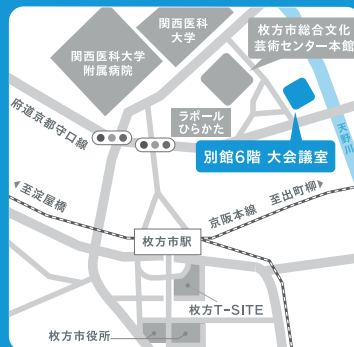 関西医科
大学
枚方市総合文化
芸術センター本館
関西医科大学
附属病院
ラポール
ひらかた
府道京都守口線
天野川
別館6階 大会議室
至淀屋橋
京阪本線
至出町柳
枚方市駅
枚方T-SITE
枚方市役所